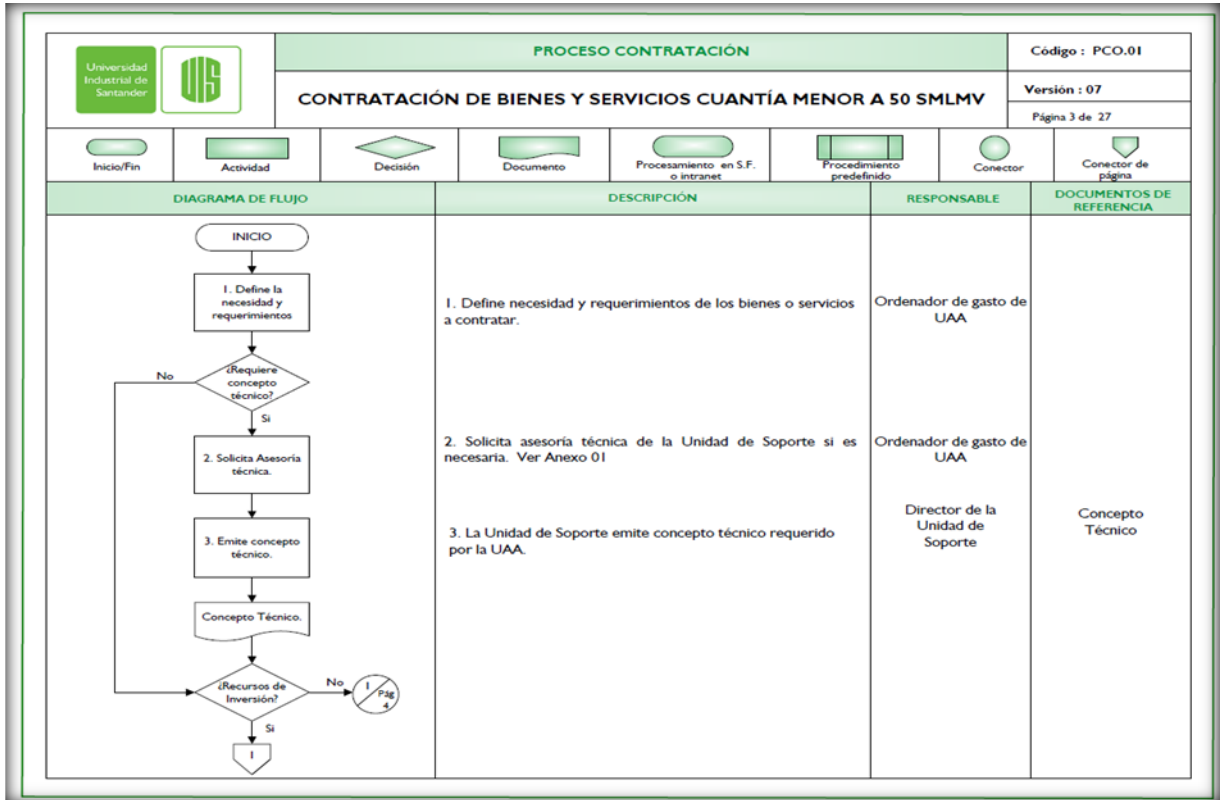 Universidad
Industrial de
Santander
UIS
PROCESO CONTRATACIÓN
Código : PCO.01
CONTRATACIÓN DE BIENES Y SERVICIOS CUANTÍA MENOR A 50 SMLMV
Versión : 07
Página 3 de 27
Inicio/Fin
Actividad
Decisión
Documento
Procesamiento en S.F.
o intranet
Procedimiento
predefinido
Conector
Conector de
página
DIAGRAMA DE FLUJO
DESCRIPCIÓN
RESPONSABLE
DOCUMENTOS DE
REFERENCIA
INICIO
1. Define la
necesidad y
requerimientos
1. Define necesidad y requerimientos de los bienes o servicios
a contratar.
Ordenador de gasto de
UAA
No
¿Requiere
concepto
técnico?
Si
2. Solicita Asesoría
técnica.
2. Solicita asesoría técnica de la Unidad de Soporte si es
necesaria. Ver Anexo 01
Ordenador de gasto de
UAA
3. Emite concepto
técnico.
3. La Unidad de Soporte emite concepto técnico requerido
por la UAA.
Director de la
Unidad de
Soporte
Concepto
Técnico
Concepto Técnico.
¿Recursos de
Inversión?
No
1
Pág
4
Si
1